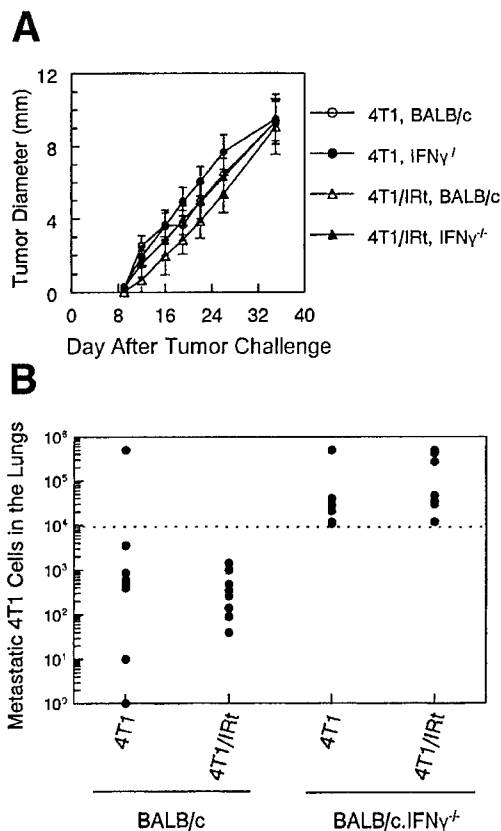 A
Tumor Diameter (mm)
12
8
4
0
0 8 16 24 32 40
Day After Tumor Challenge
4T1, BALB/c
4T1, IFNγ-/
4T1/IRt, BALB/c
4T1/IRt, IFNγ-/-
B
Metastatic 4T1 Cells in the Lungs
10⁶
10⁵
10⁴
10³
10²
10¹
10⁰
4T1 4T1/IRt 4T1 4T1/IRt
BALB/c BALB/c.IFNγ-/-